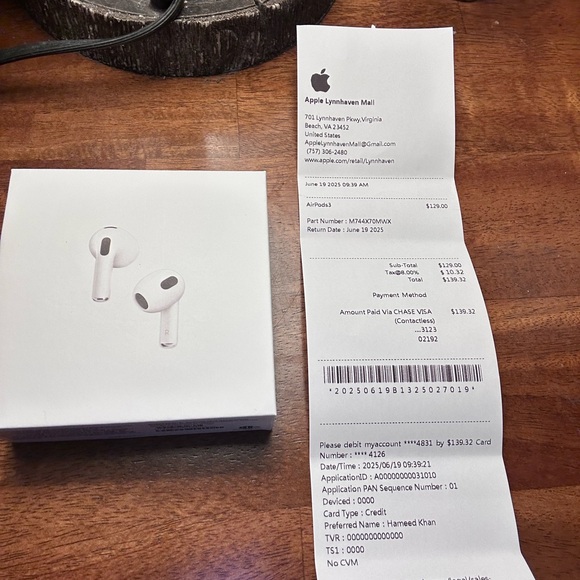 Apple Lynnhaven Mall
701 Lynnhaven Pkwy,Virginia
Beach, VA 23452
United States
AppleLynnhavenMall@Gmail.com
(757) 306-2480
www.apple.com/retail/Lynnhaven
June 19 2025 09:39 AM
AirPods3 $129.00
Part Number : M744X70MWX
Return Date : June 19 2025
Sub-Total $129.00
Tax@8.00% $ 10.32
Total $139.32
Payment Method
Amount Paid Via CHASE VISA $139.32
(Contactless)
...3123
02192
*20250619B1325027019*
Please debit myaccount ****4831 by $139.32 Card
Number : **** 4126
Date/Time : 2025/06/19 09:39:21
ApplicationID : A00000000031010
Application PAN Sequence Number : 01
Deviced : 0000
Card Type : Credit
Preferred Name : Hameed Khan
TVR : 0000000000000
TS1 : 0000
No CVM